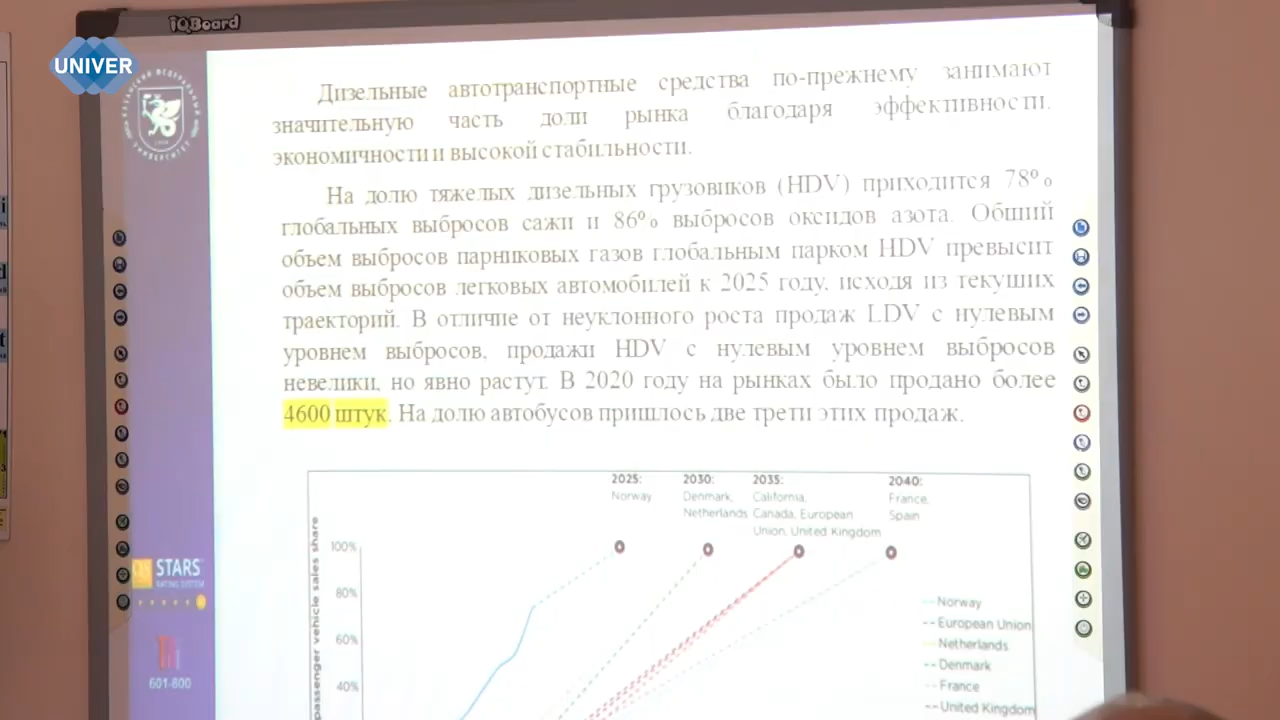 iQBoard
UNIVER
Дизельные автотранспортные средства по-прежнему занимают
значительную часть доли рынка благодаря эффективности,
экономичности и высокой стабильности.
На долю тяжелых дизельных грузовиков (HDV) приходится 78%
глобальных выбросов сажи и 86% выбросов оксидов азота. Общий
объем выбросов парниковых газов глобальным парком HDV превысит
объем выбросов легковых автомобилей к 2025 году, исходя из текущих
траекторий. В отличие от неуклонного роста продаж LDV с нулевым
уровнем выбросов, продажи HDV с нулевым уровнем выбросов
невелики, но явно растут. В 2020 году на рынках было продано более
4600 штук. На долю автобусов пришлось две трети этих продаж.
2025:
Norway
2030:
Denmark,
Netherlands
2035:
California,
Canada, European
Union, United Kingdom
2040:
France,
Spain
passenger vehicle sales share
100%
80%
60%
40%
Norway
European Union
Netherlands
Denmark
France
United Kingdom
QS STARS
RATING SYSTEM
601-800